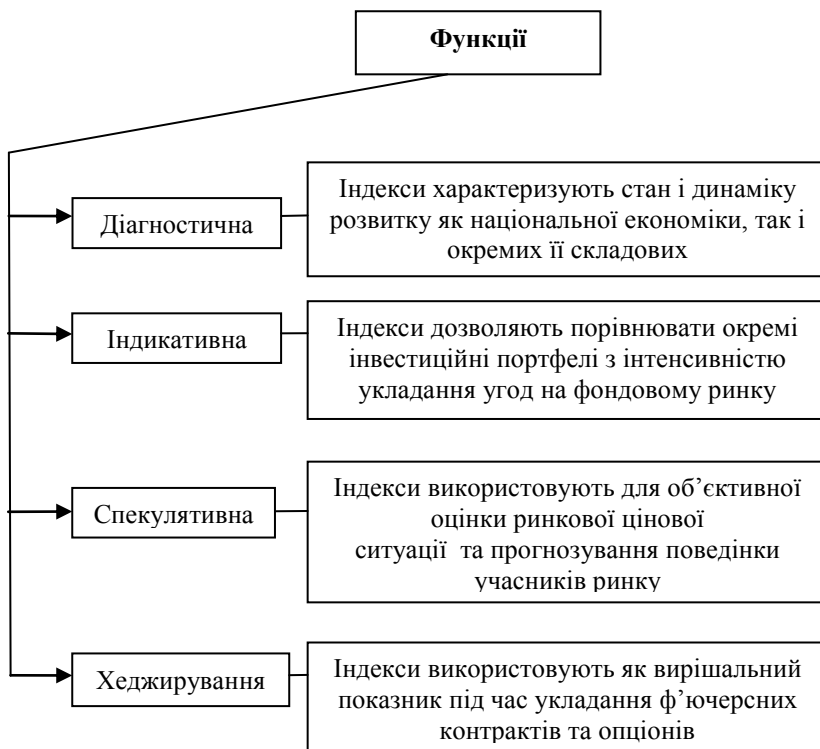 Функції
Діагностична
Індекси характеризують стан і динаміку
розвитку як національної економіки, так і
окремих її складових
Індикативна
Індекси дозволяють порівнювати окремі
інвестиційні портфелі з інтенсивністю
укладання угод на фондовому ринку
Спекулятивна
Індекси використовують для об’єктивної
оцінки ринкової цінової
ситуації та прогнозування поведінки
учасників ринку
Хеджирування
Індекси використовують як вирішальний
показник під час укладання ф’ючерсних
контрактів та опціонів